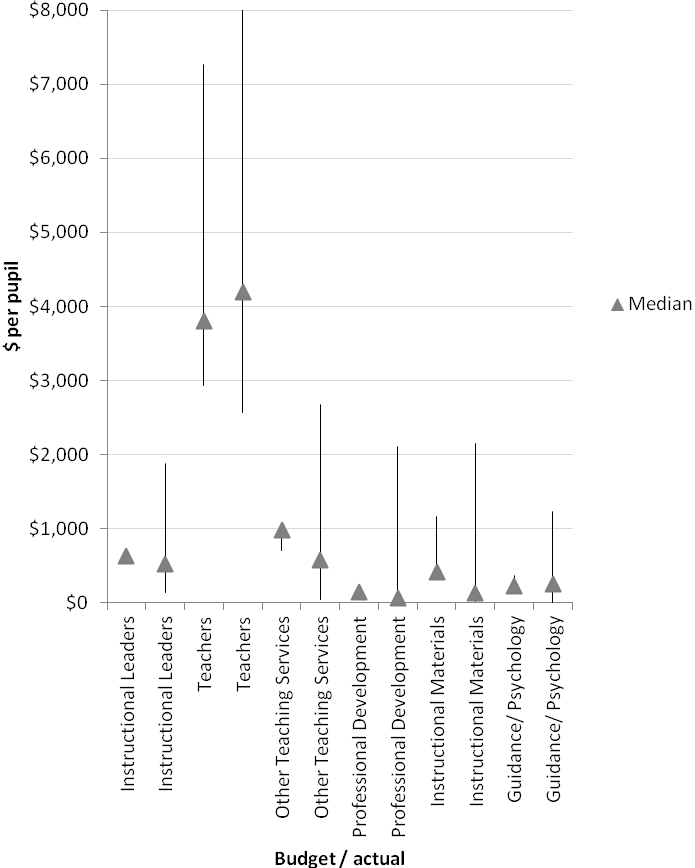 $8,000
$7,000
$6,000
$5,000
$4,000
$3,000
$2,000
$1,000
$0
$ per pupil
Median
Instructional Leaders
Instructional Leaders
Teachers
Teachers
Other Teaching Services
Other Teaching Services
Professional Development
Professional Development
Instructional Materials
Instructional Materials
Guidance/ Psychology
Guidance/ Psychology
Budget / actual